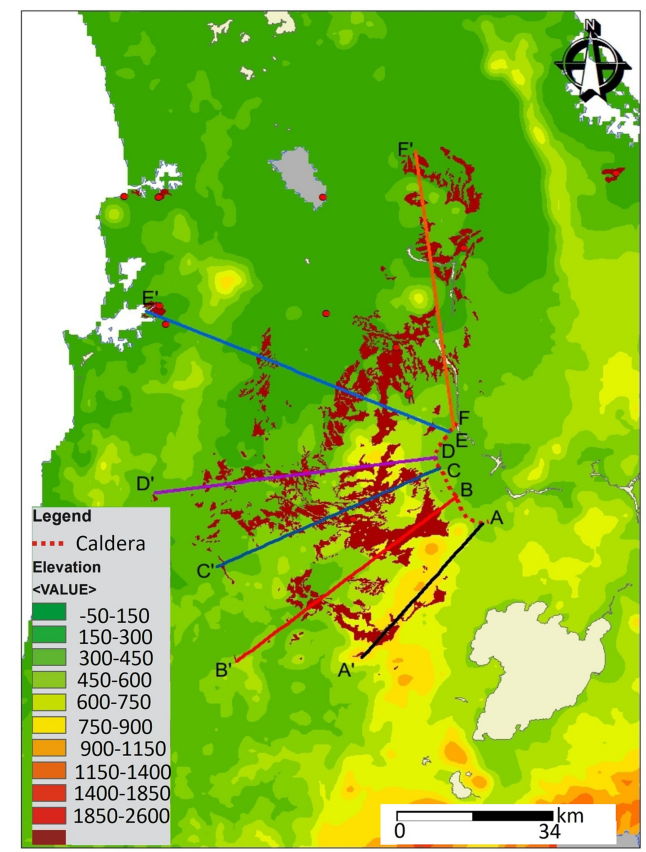 N
F'
E'
F
E
D
C
B
A
D'
C'
B'
A'
Legend
Caldera
Elevation
<VALUE>
-50-150
150-300
300-450
450-600
600-750
750-900
900-1150
1150-1400
1400-1850
1850-2600
km
0 34